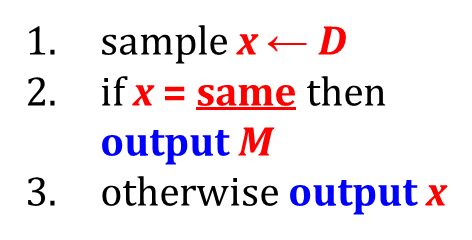 1. sample x ← D
2. if x = same then
output M
3. otherwise output x